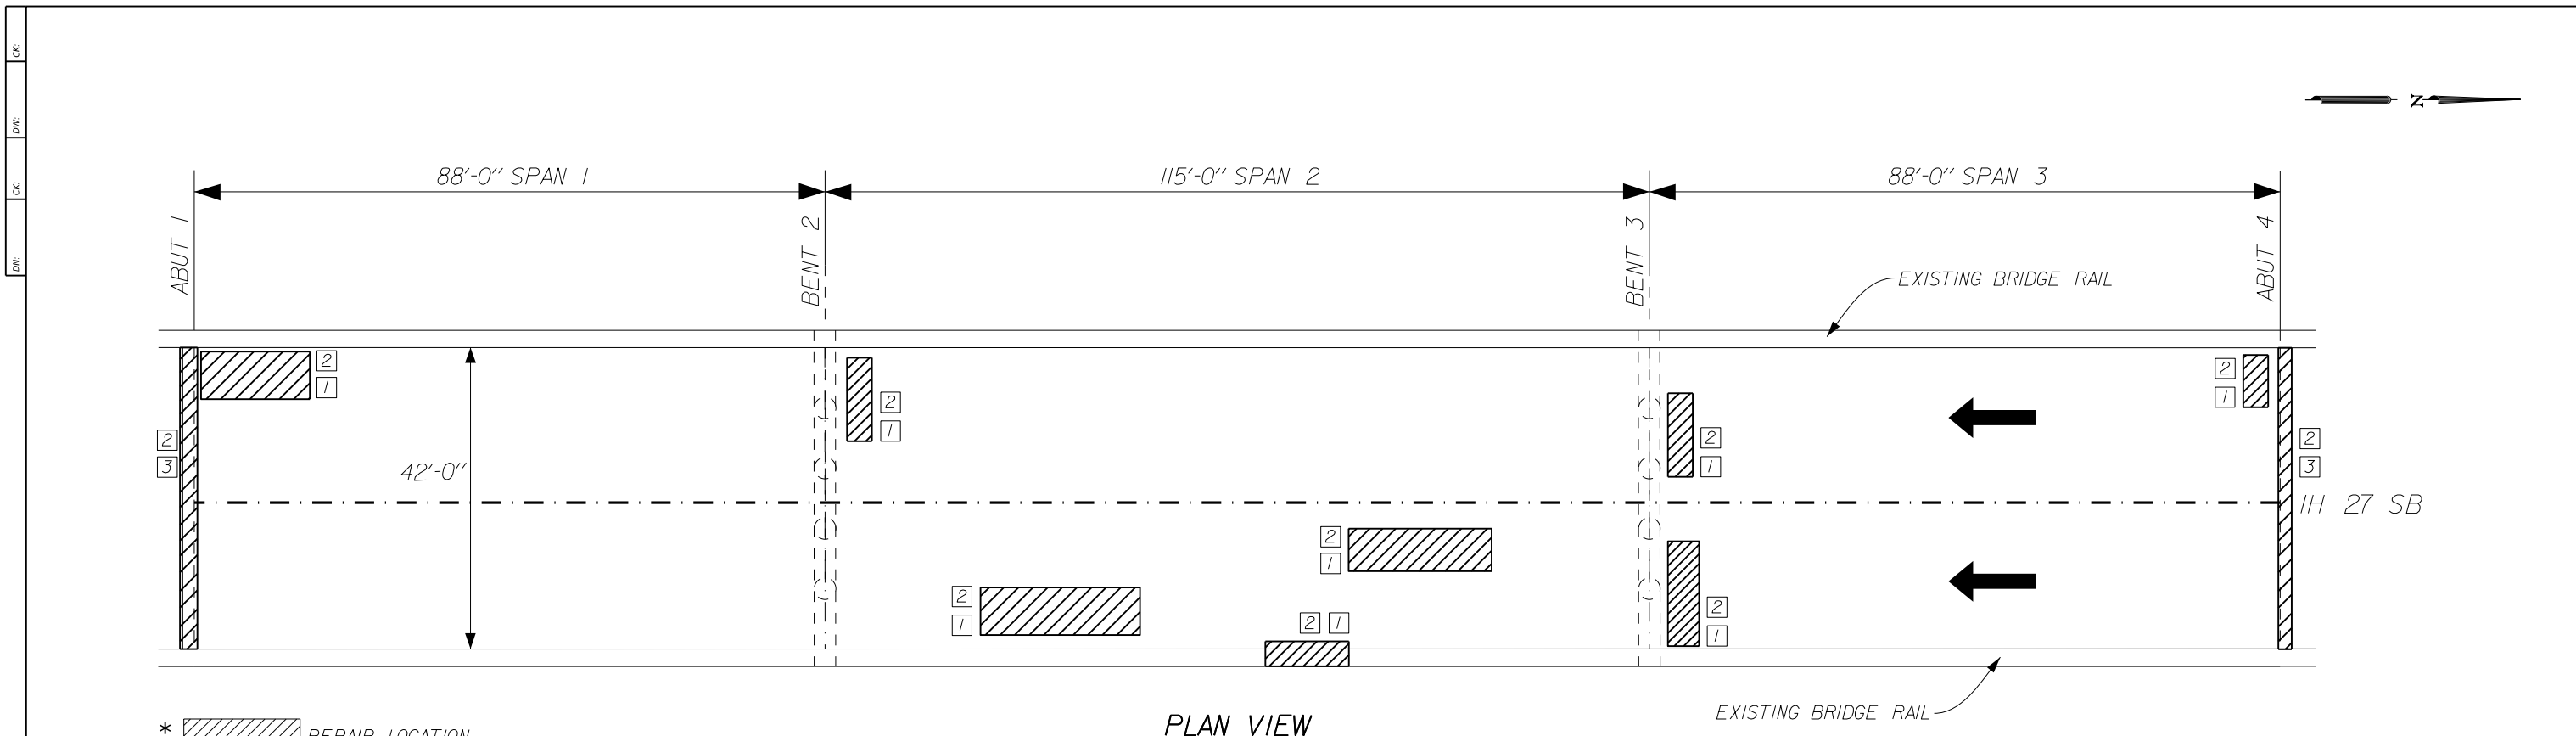 CK:
DW:
CK:
DN:
N
88'-0" SPAN 1
115'-0" SPAN 2
88'-0" SPAN 3
ABUT 1
BENT 2
BENT 3
ABUT 4
EXISTING BRIDGE RAIL
2
1
2
1
2
1
2
1
2
3
42'-0"
2
1
2
3
IH 27 SB
2
1
2
1
2 1
2
1
EXISTING BRIDGE RAIL
PLAN VIEW
* REPAIR LOCATION